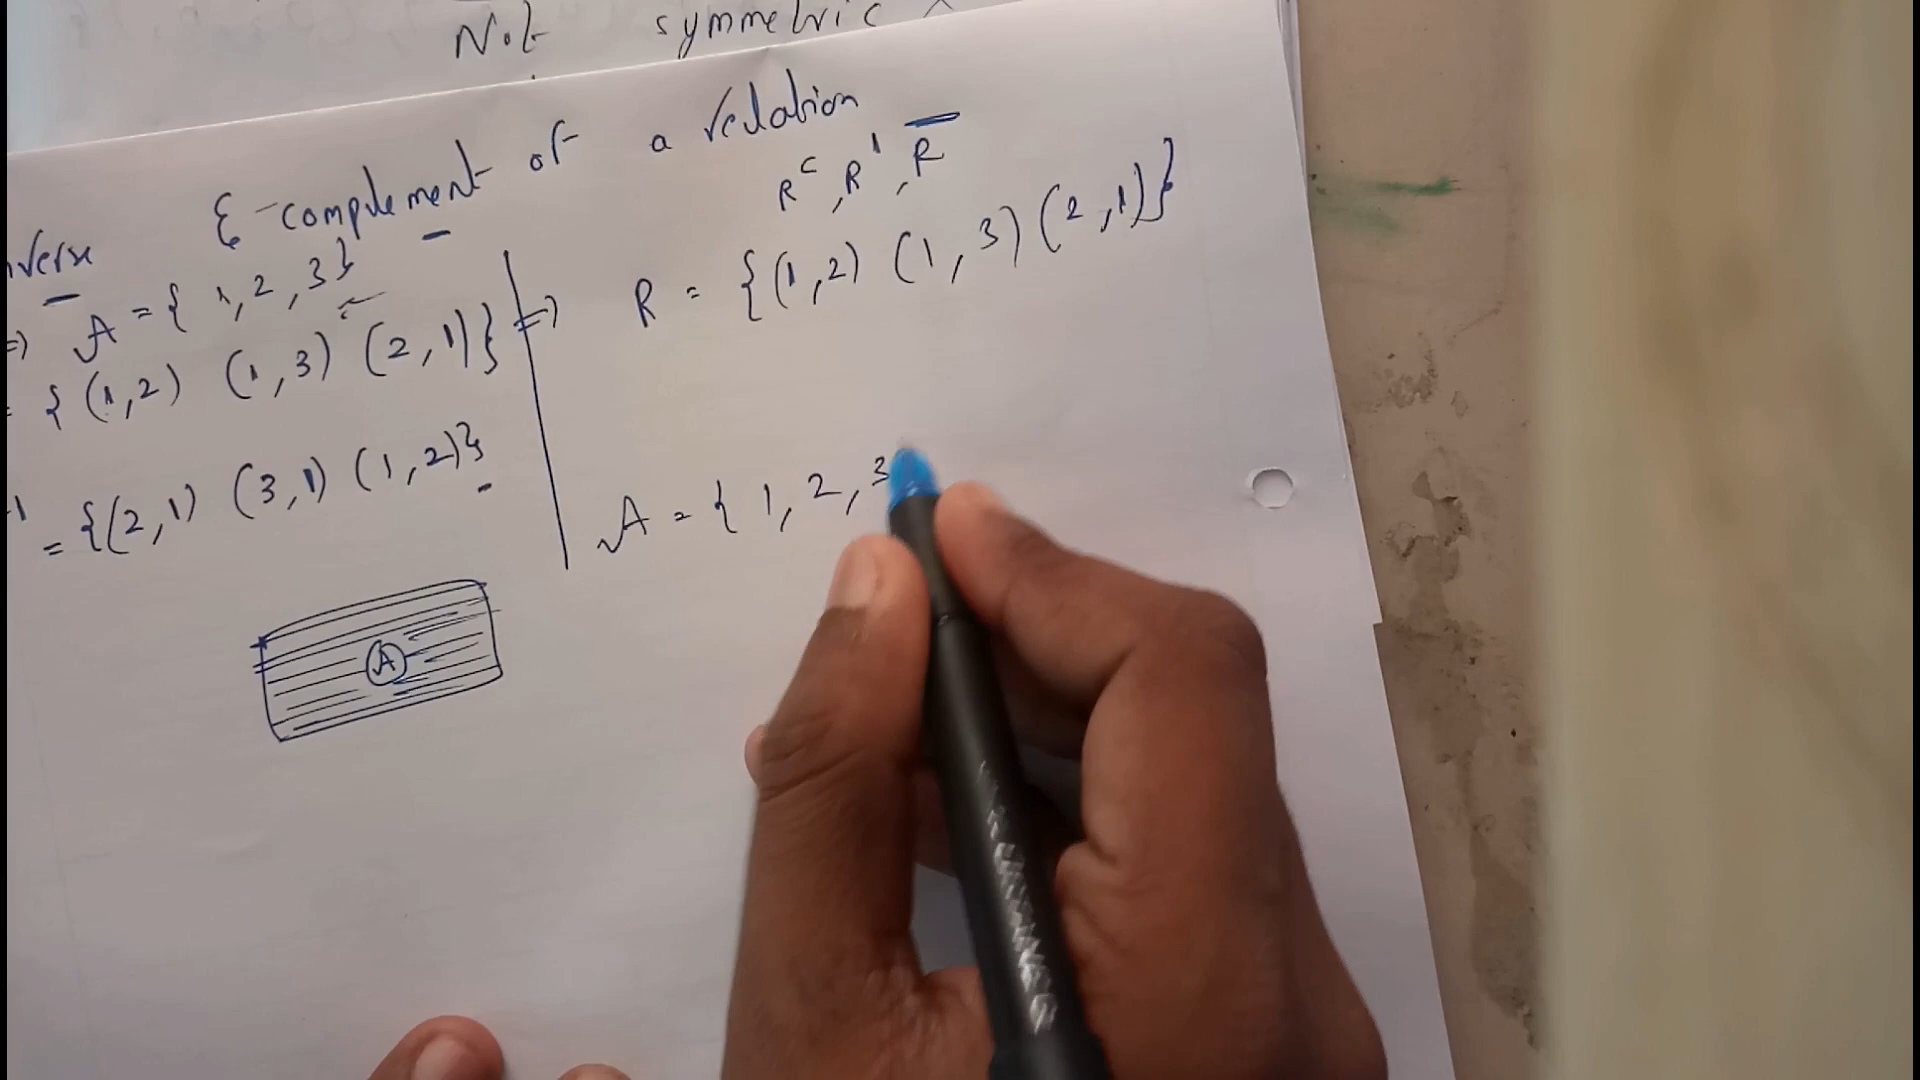 Not symmetric
nverse & complement of a relation
R^c, R', R̅
=) A = { 1, 2, 3 }
= { (1,2) (1,3) (2,1) }
-1 = {(2,1) (3,1) (1,2)}
A
=) R = {(1,2) (1,3) (2,1)}
A = { 1, 2, 3